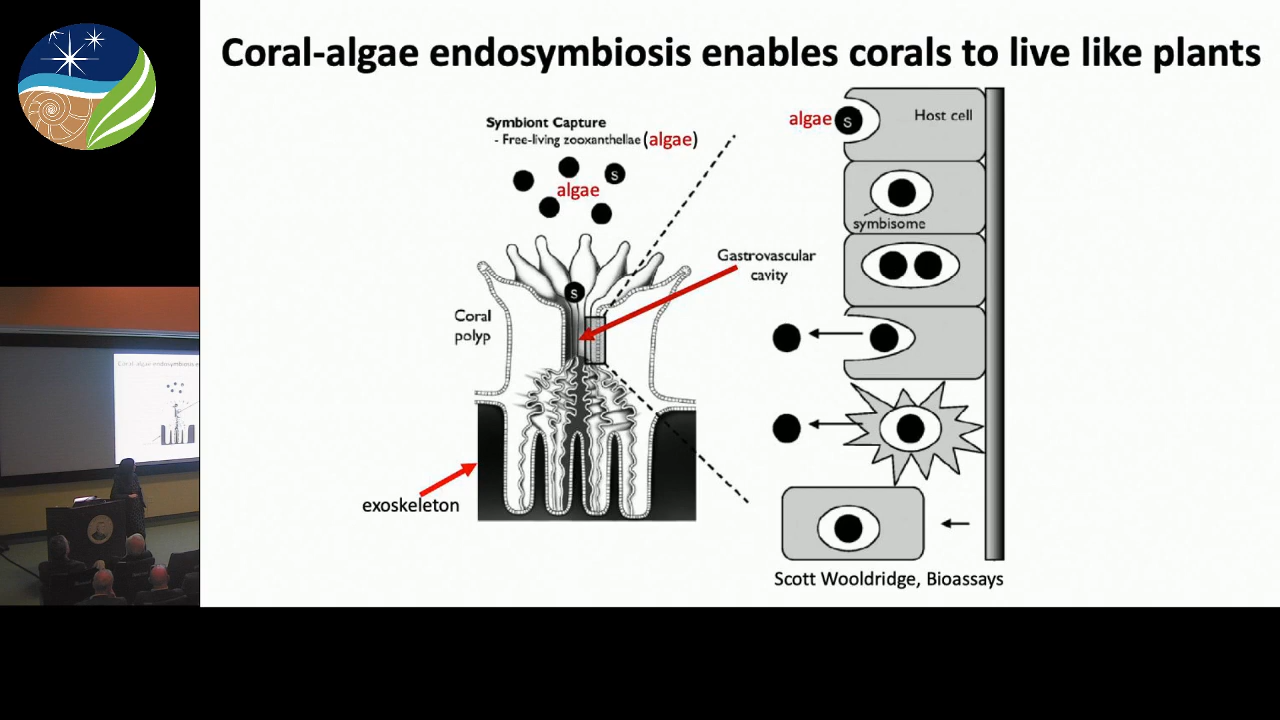 Coral-algae endosymbiosis enables corals to live like plants
Symbiont Capture
- Free-living zooxanthellae (algae)
S
algae
S
Coral
polyp
Gastrovascular
cavity
exoskeleton
algae
S
Host cell
symbisome
Scott Wooldridge, Bioassays